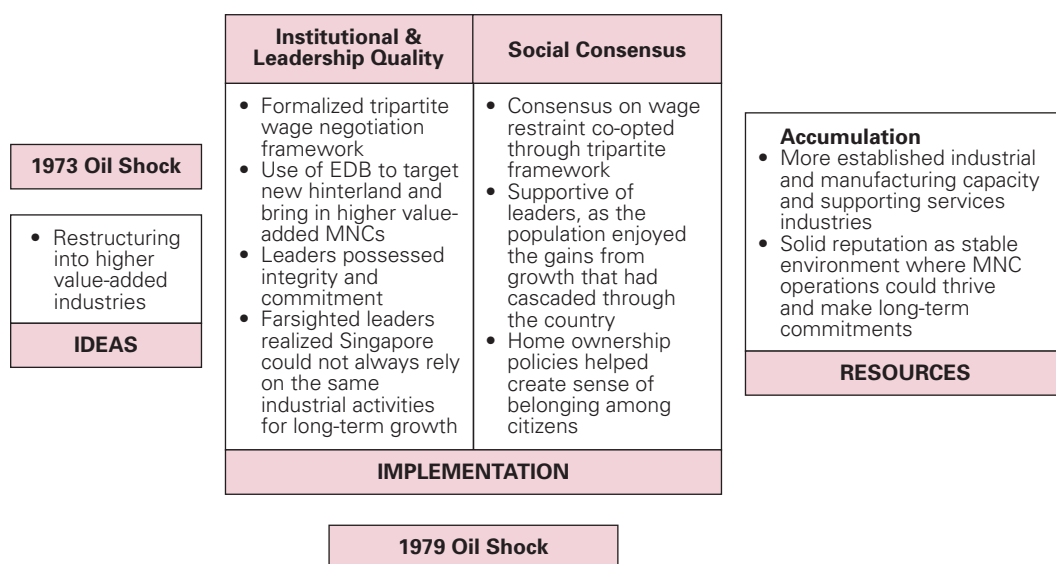 1973 Oil Shock
• Restructuring
into higher
value-added
industries
IDEAS
Institutional &
Leadership Quality
• Formalized tripartite
wage negotiation
framework
• Use of EDB to target
new hinterland and
bring in higher value-
added MNCs
• Leaders possessed
integrity and
commitment
• Farsighted leaders
realized Singapore
could not always rely
on the same
industrial activities
for long-term growth
Social Consensus
• Consensus on wage
restraint co-opted
through tripartite
framework
• Supportive of
leaders, as the
population enjoyed
the gains from
growth that had
cascaded through
the country
• Home ownership
policies helped
create sense of
belonging among
citizens
IMPLEMENTATION
Accumulation
• More established industrial
and manufacturing capacity
and supporting services
industries
• Solid reputation as stable
environment where MNC
operations could thrive
and make long-term
commitments
RESOURCES
1979 Oil Shock